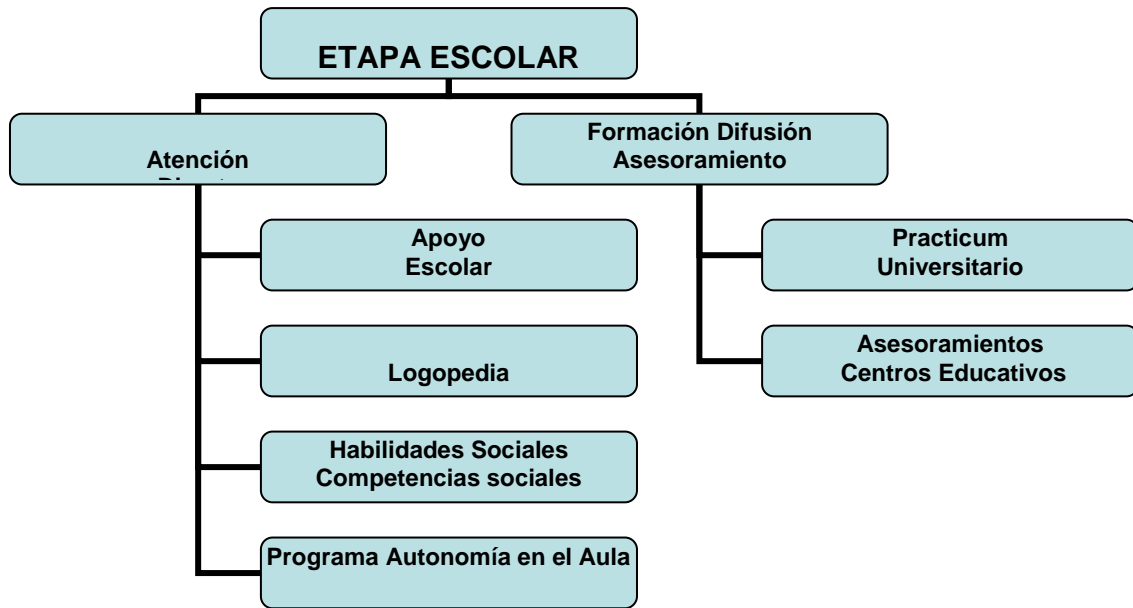 ETAPA ESCOLAR
Atención
Formación Difusión
Asesoramiento
Apoyo
Escolar
Logopedia
Habilidades Sociales
Competencias sociales
Programa Autonomía en el Aula
Practicum
Universitario
Asesoramientos
Centros Educativos